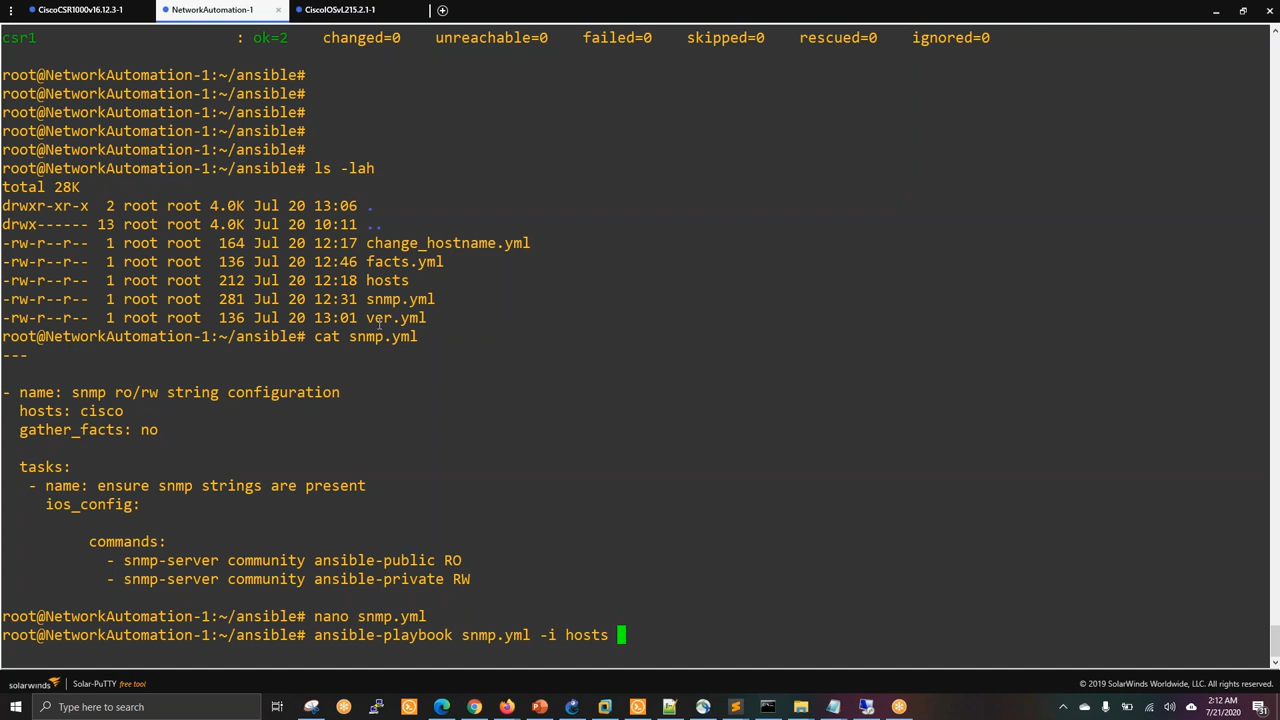 CiscoCSR1000v16.12.3-1 NetworkAutomation-1 CiscoIOSvL215.2.1-1
csr1 : ok=2 changed=0 unreachable=0 failed=0 skipped=0 rescued=0 ignored=0
root@NetworkAutomation-1:~/ansible#
root@NetworkAutomation-1:~/ansible#
root@NetworkAutomation-1:~/ansible#
root@NetworkAutomation-1:~/ansible#
root@NetworkAutomation-1:~/ansible#
root@NetworkAutomation-1:~/ansible# ls -lah
total 28K
drwxr-xr-x 2 root root 4.0K Jul 20 13:06 .
drwx------ 13 root root 4.0K Jul 20 10:11 ..
-rw-r--r-- 1 root root 164 Jul 20 12:17 change_hostname.yml
-rw-r--r-- 1 root root 136 Jul 20 12:46 facts.yml
-rw-r--r-- 1 root root 212 Jul 20 12:18 hosts
-rw-r--r-- 1 root root 281 Jul 20 12:31 snmp.yml
-rw-r--r-- 1 root root 136 Jul 20 13:01 ver.yml
root@NetworkAutomation-1:~/ansible# cat snmp.yml
---
- name: snmp ro/rw string configuration
hosts: cisco
gather_facts: no
tasks:
- name: ensure snmp strings are present
ios_config:
commands:
- snmp-server community ansible-public RO
- snmp-server community ansible-private RW
root@NetworkAutomation-1:~/ansible# nano snmp.yml
root@NetworkAutomation-1:~/ansible# ansible-playbook snmp.yml -i hosts
solarwinds Solar-PuTTY free tool © 2019 SolarWinds Worldwide, LLC. All rights reserved.
Type here to search
2:12 AM
7/21/2020